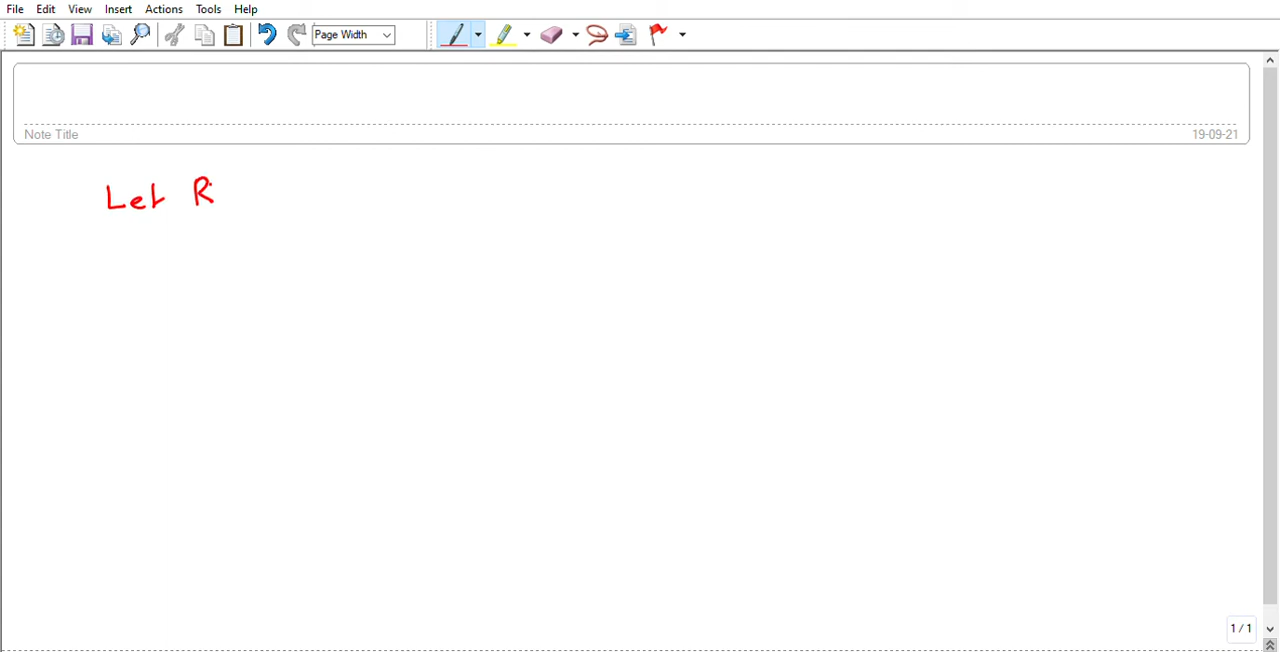 File Edit View Insert Actions Tools Help
Page Width
Note Title 19-09-21
Let R
1 / 1